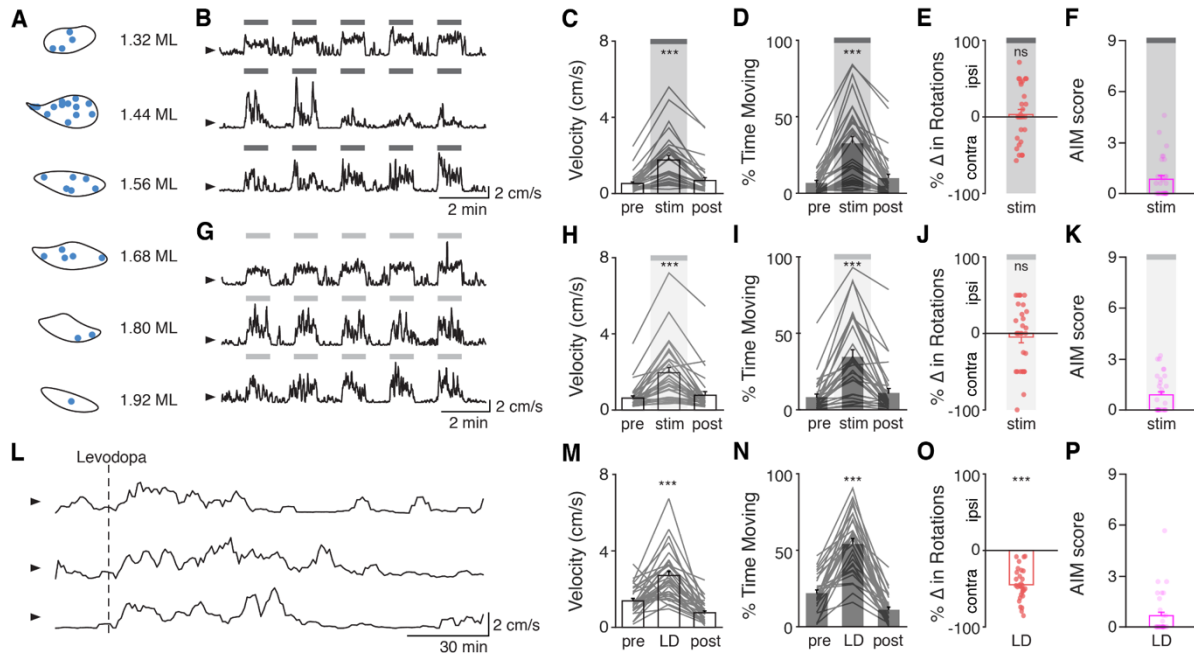 A
1.32 ML
1.44 ML
1.56 ML
1.68 ML
1.80 ML
1.92 ML
B
2 cm/s
2 min
C
Velocity (cm/s)
8
4
0
***
pre stim post
D
% Time Moving
100
50
0
***
pre stim post
E
% Δ in Rotations
contra ipsi
100
0
-100
ns
stim
F
AIM score
9
6
3
0
stim
G
2 cm/s
2 min
H
Velocity (cm/s)
8
4
0
***
pre stim post
I
% Time Moving
100
50
0
***
pre stim post
J
% Δ in Rotations
contra ipsi
100
0
-100
ns
stim
K
AIM score
9
6
3
0
stim
L
Levodopa
2 cm/s
30 min
M
Velocity (cm/s)
8
4
0
***
pre LD post
N
% Time Moving
100
50
0
***
pre LD post
O
% Δ in Rotations
contra ipsi
100
0
-100
***
LD
P
AIM score
9
6
3
0
LD